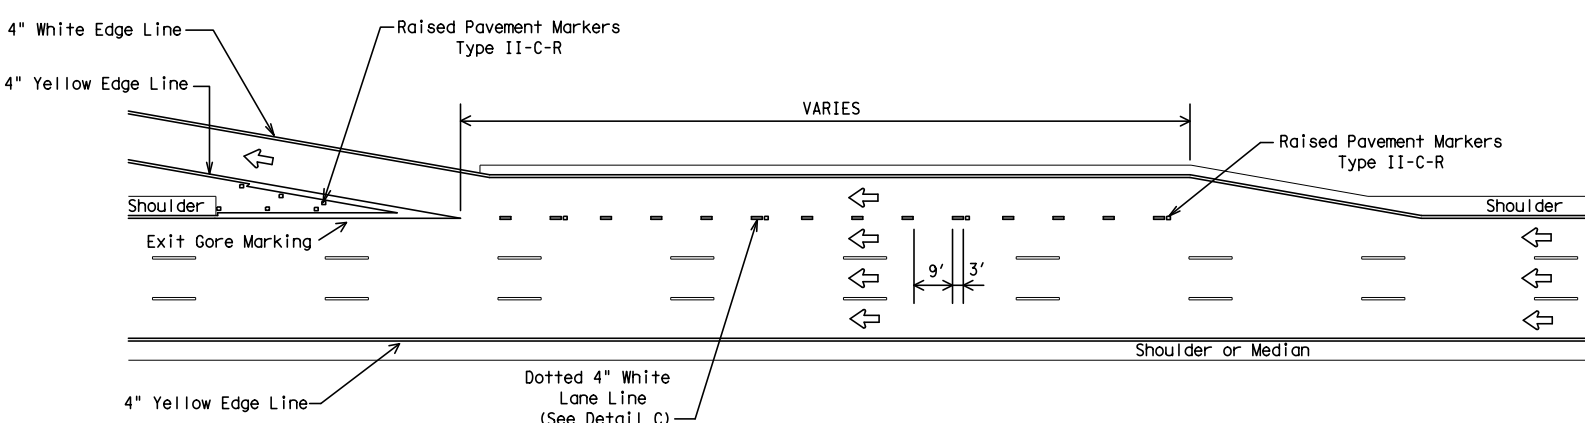 4" White Edge Line
Raised Pavement Markers
Type II-C-R
4" Yellow Edge Line
VARIES
Raised Pavement Markers
Type II-C-R
Shoulder
Shoulder
Exit Gore Marking
9'
3'
Shoulder or Median
Dotted 4" White
Lane Line
(See Detail C)
4" Yellow Edge Line